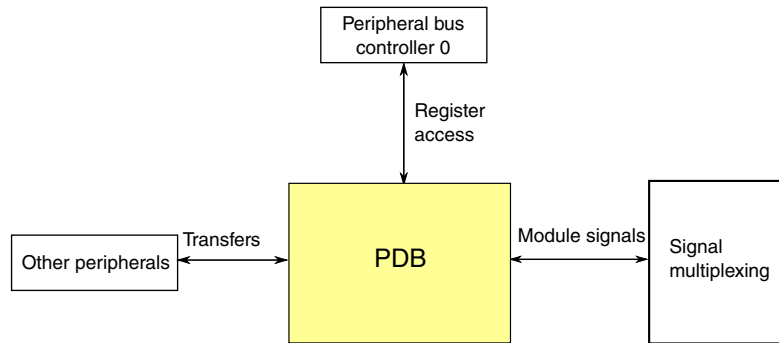 Peripheral bus
controller 0
Register
access
Transfers
Other peripherals
PDB
Module signals
Signal
multiplexing